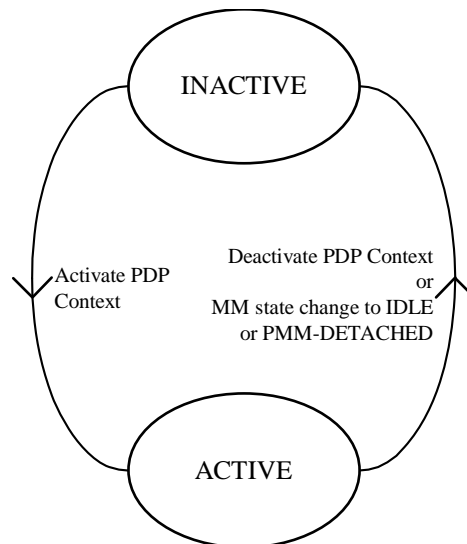 INACTIVE
Activate PDP
Context
Deactivate PDP Context
or
MM state change to IDLE
or PMM-DETACHED
ACTIVE